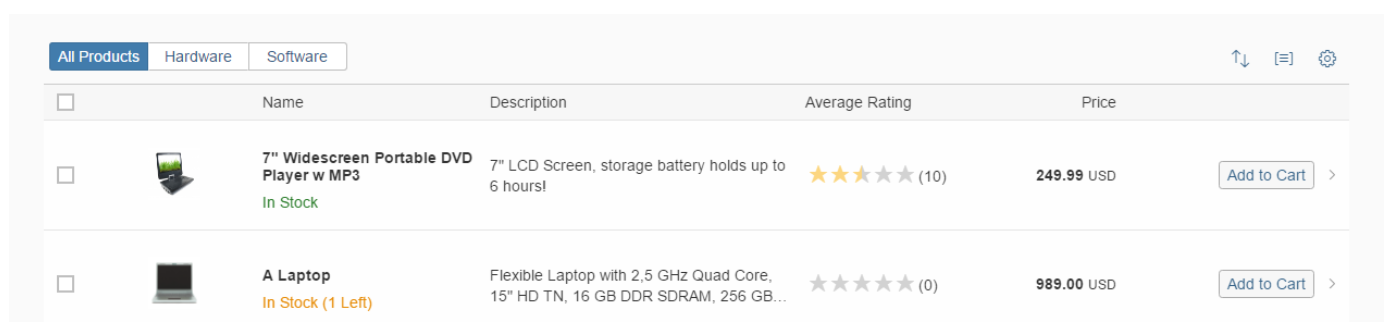 All Products Hardware Software
Name Description Average Rating Price
7" Widescreen Portable DVD
Player w MP3
In Stock
7" LCD Screen, storage battery holds up to
6 hours!
(10)
249.99 USD
Add to Cart
A Laptop
In Stock (1 Left)
Flexible Laptop with 2,5 GHz Quad Core,
15" HD TN, 16 GB DDR SDRAM, 256 GB...
(0)
989.00 USD
Add to Cart